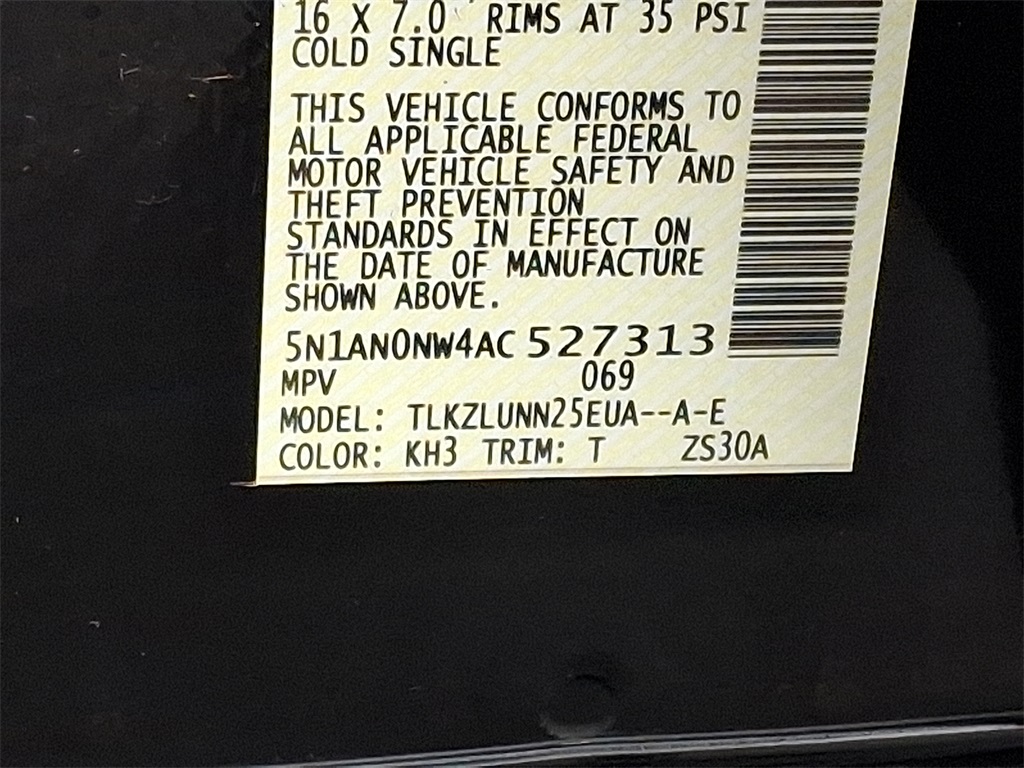 16 X 7.0 RIMS AT 35 PSI
COLD SINGLE
THIS VEHICLE CONFORMS TO
ALL APPLICABLE FEDERAL
MOTOR VEHICLE SAFETY AND
THEFT PREVENTION
STANDARDS IN EFFECT ON
THE DATE OF MANUFACTURE
SHOWN ABOVE.
5N1AN0NW4AC527313
MPV 069
MODEL: TLKZLUNN25EUA--A-E
COLOR: KH3 TRIM: T ZS30A